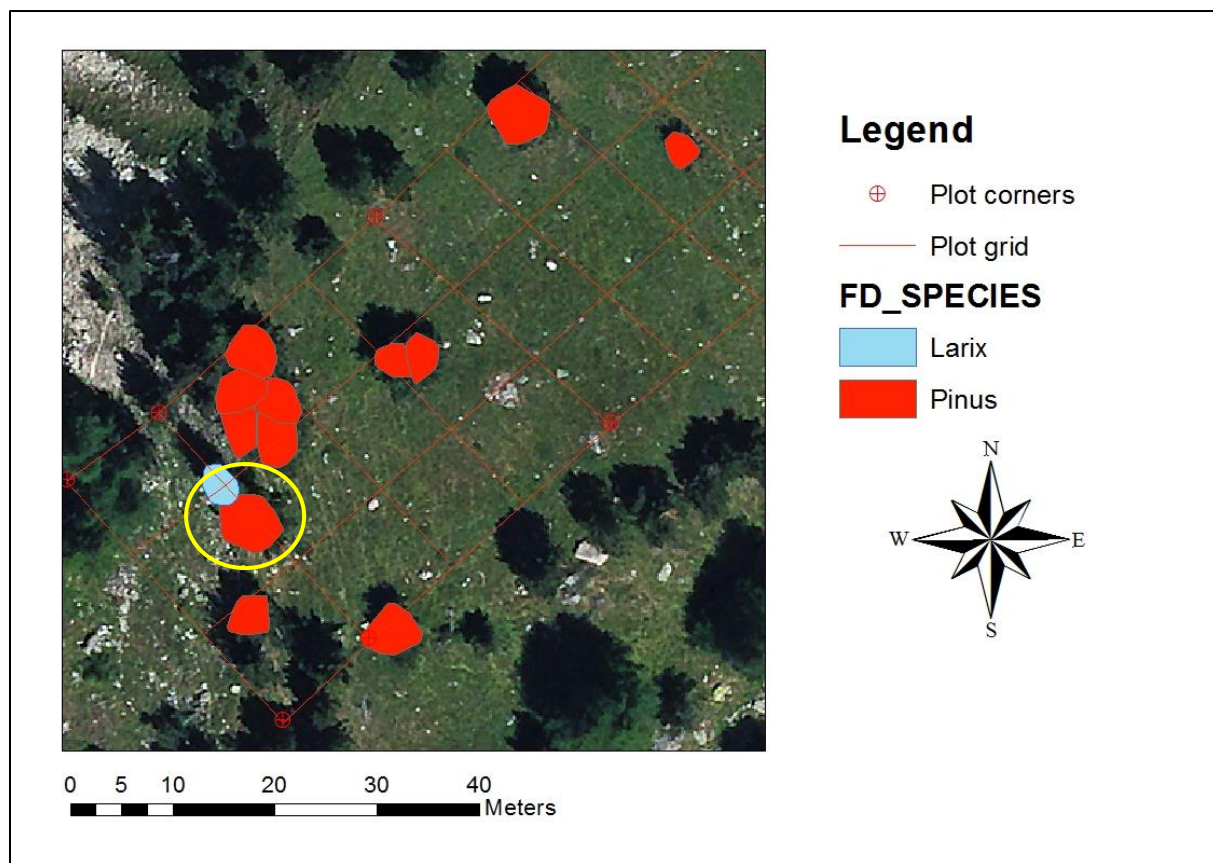 Legend
Plot corners
Plot grid
FD_SPECIES
Larix
Pinus
N
W E
S
0 5 10 20 30 40
Meters